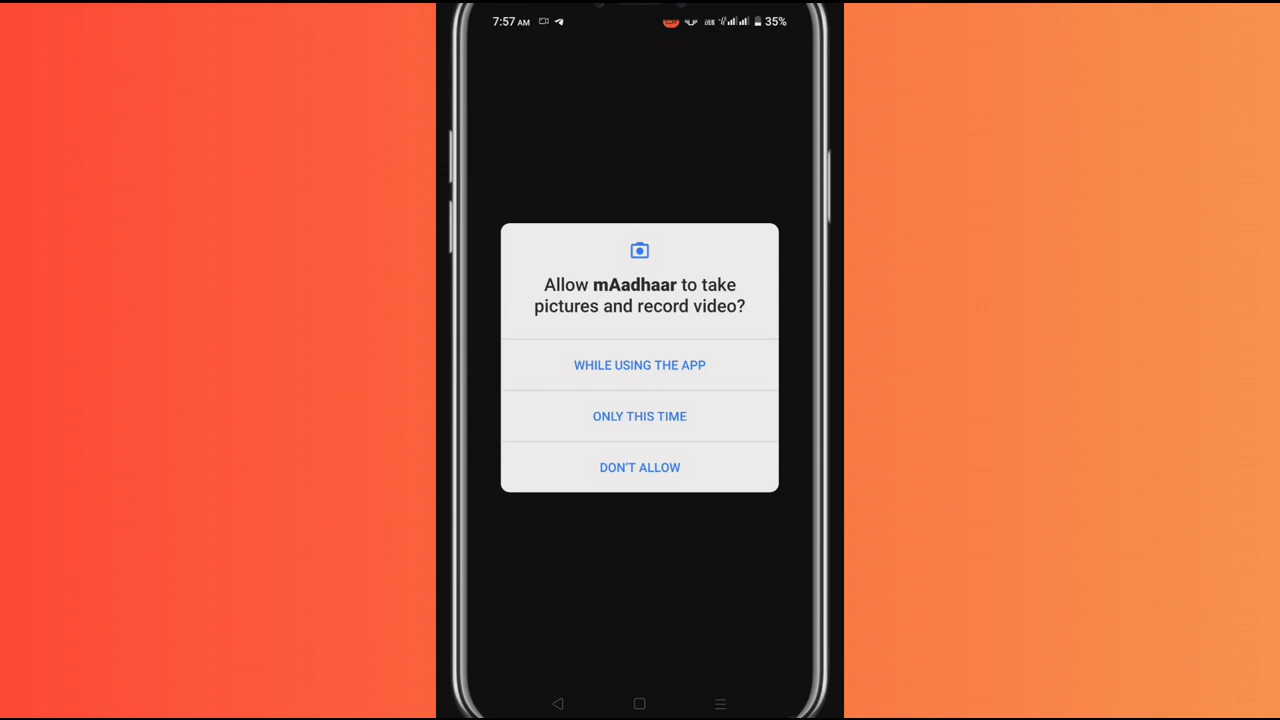 7:57 AM 35%
Allow mAadhaar to take
pictures and record video?
WHILE USING THE APP
ONLY THIS TIME
DON'T ALLOW